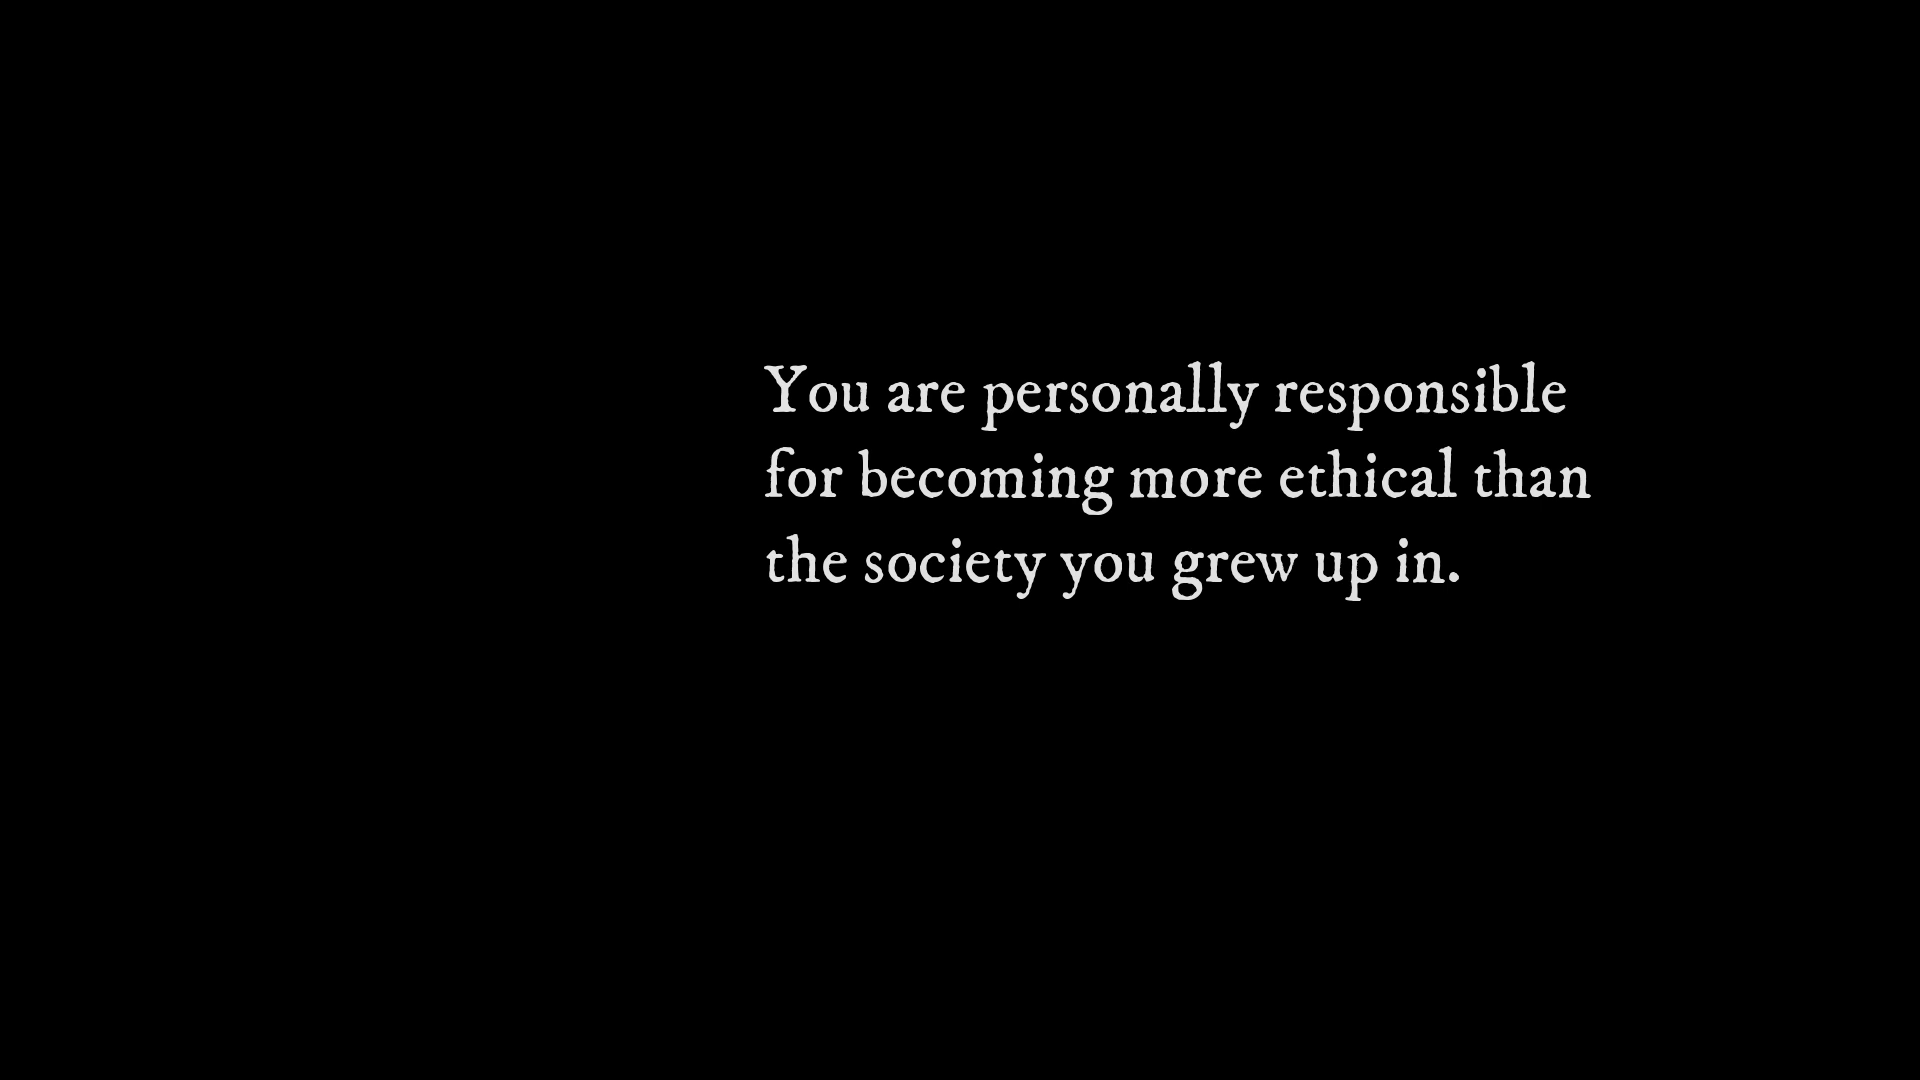 You are personally responsible
for becoming more ethical than
the society you grew up in.